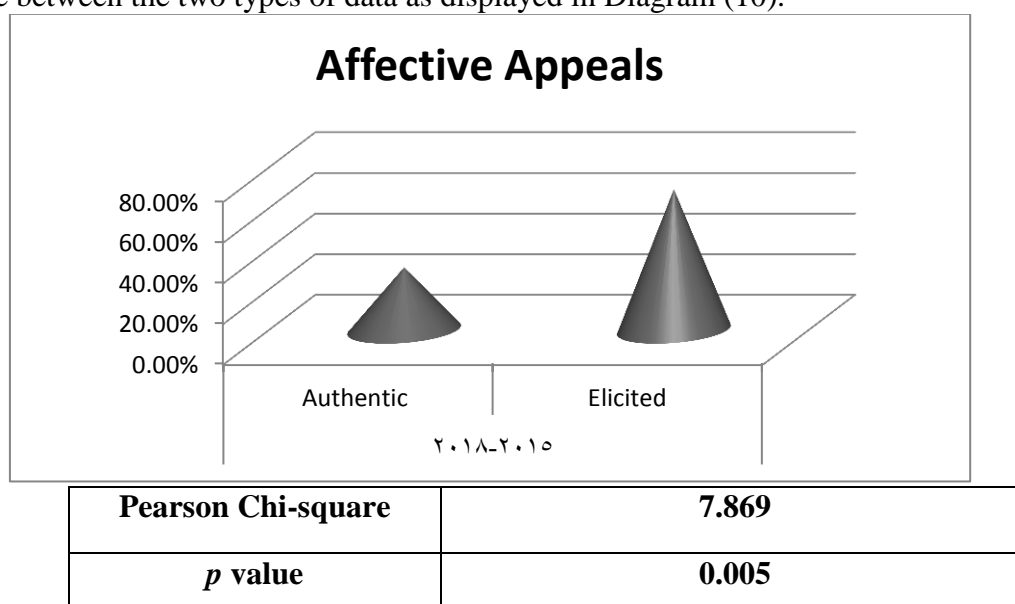 e between the two types of data as displayed in Diagram (10).
Affective Appeals
80.00%
60.00%
40.00%
20.00%
0.00%
Authentic Elicited
٢٠١٨-٢٠١٥
Pearson Chi-square 7.869
p value 0.005